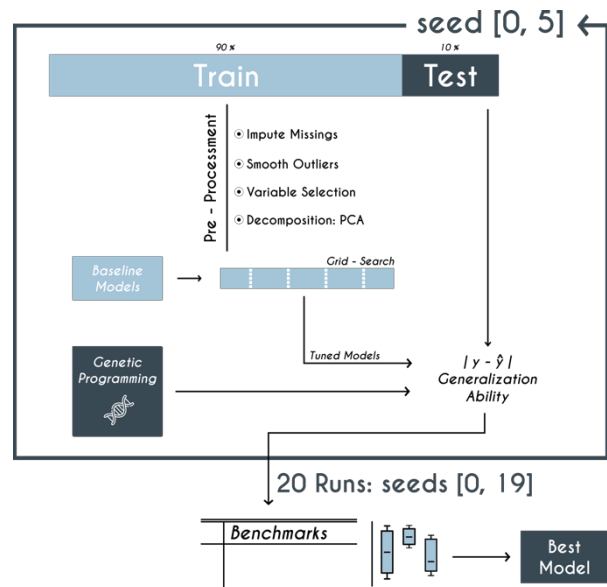 seed [0, 5]
90 %
10 %
Train
Test
Pre - Processment
Impute Missings
Smooth Outliers
Variable Selection
Decomposition: PCA
Grid - Search
Baseline
Models
Tuned Models
Genetic
Programming
| y - ŷ |
Generalization
Ability
20 Runs: seeds [0, 19]
Benchmarks
Best
Model